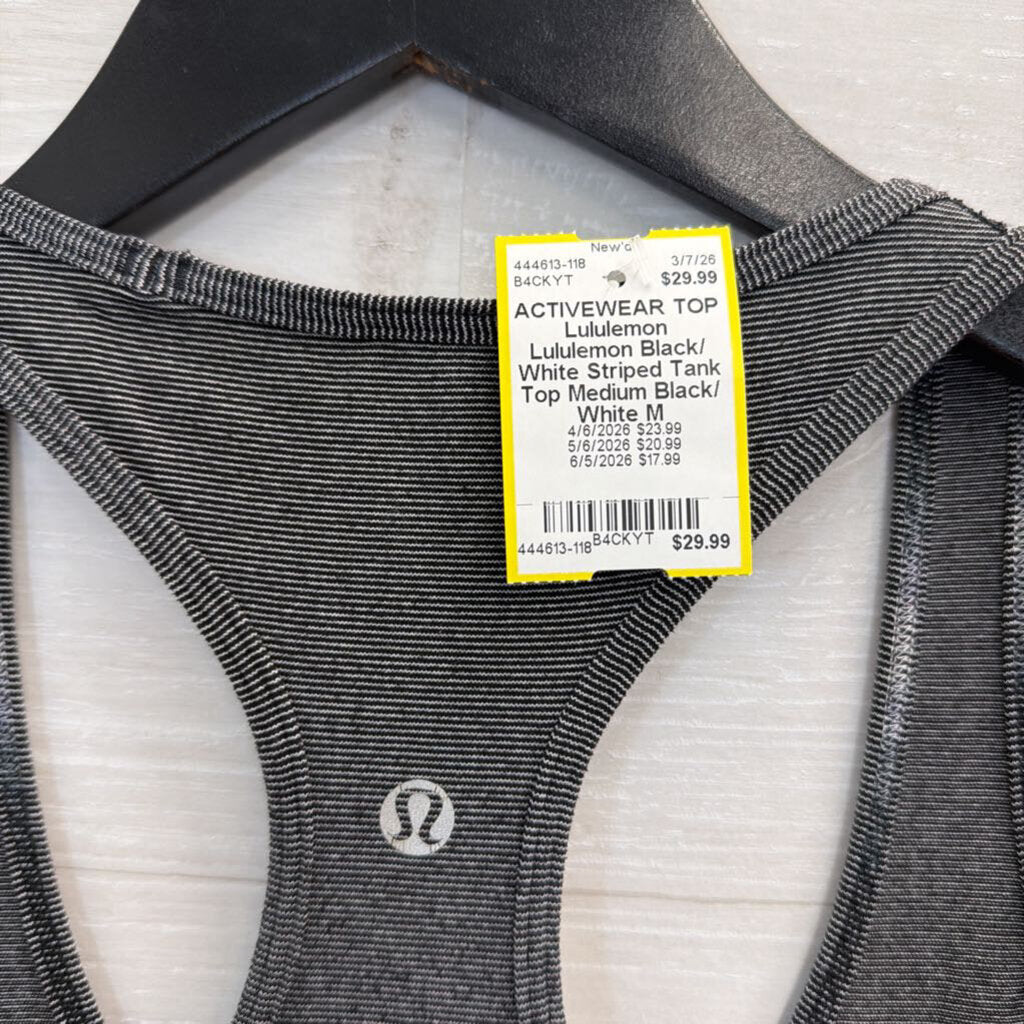 New'd
444613-118 3/7/26
B4CKYT $29.99
ACTIVEWEAR TOP
Lululemon
Lululemon Black/
White Striped Tank
Top Medium Black/
White M
4/6/2026 $23.99
5/6/2026 $20.99
6/5/2026 $17.99
444613-118 B4CKYT $29.99